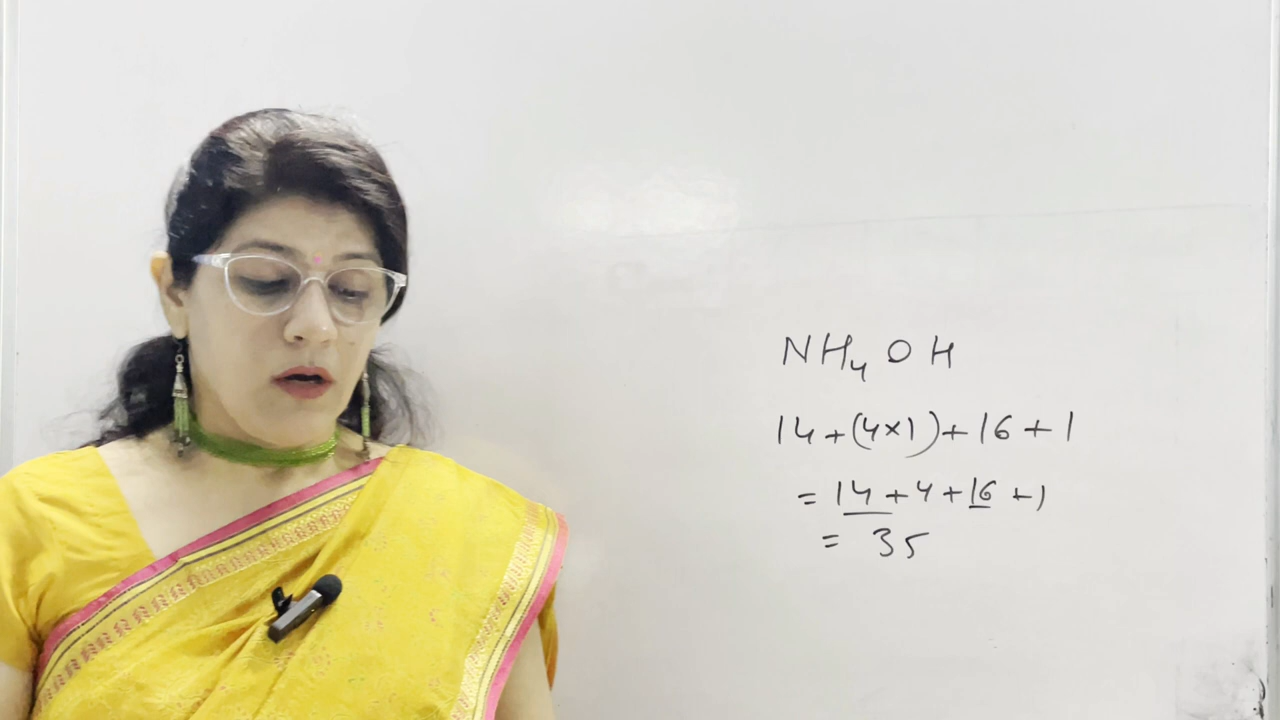 NH₄OH
14+(4×1)+16+1
= 14+4+16+1
= 35